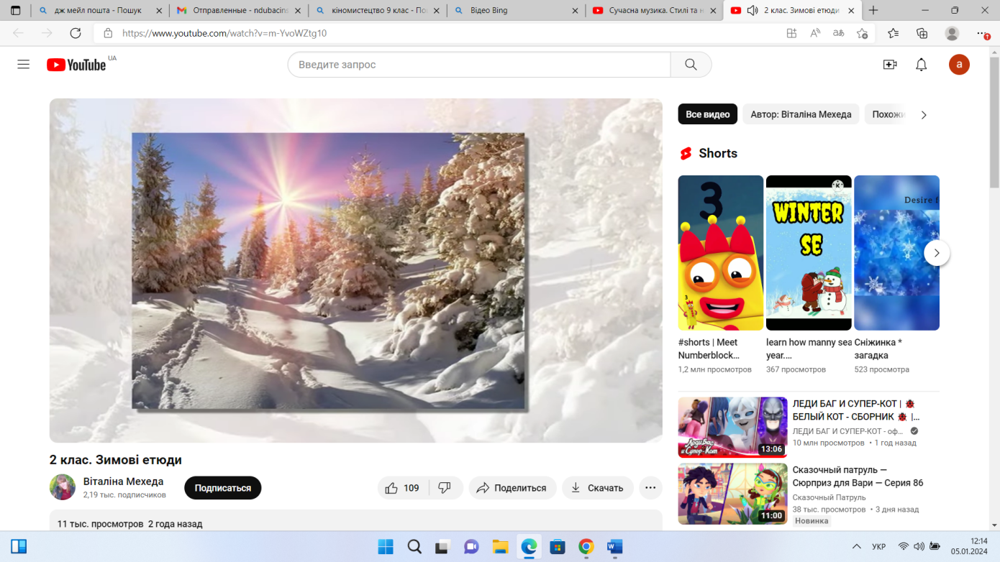 дж мейл пошта - Пошук
Отправленные - ndubacins
кіномистецтво 9 клас - По
Відео Bing
Сучасна музика. Стилі та н
2 клас. Зимові етюди
https://www.youtube.com/watch?v=m-YvoWZtg10
YouTube UA
Введите запрос
a
Все видео
Автор: Віталіна Мехеда
Похожи
Shorts
3
3
WINTER
SE
Desire f
#shorts | Meet
Numberblock...
1,2 млн просмотров
learn how manny sea
year....
367 просмотров
Сніжинка *
загадка
523 просмотра
Леди Баг
и Супер-Кот
13:06
ЛЕДИ БАГ И СУПЕР-КОТ | 🐞
БЕЛЫЙ КОТ - СБОРНИК 🐞 |...
ЛЕДИ БАГ И СУПЕР-КОТ - оф...
10 млн просмотров • 1 год назад
11:00
Сказочный патруль —
Сюрприз для Вари — Серия 86
Сказочный Патруль
38 тыс. просмотров • 3 дня назад
Новинка
2 клас. Зимові етюди
Віталіна Мехеда
2,19 тыс. подписчиков
Подписаться
109
Поделиться
Скачать
11 тыс. просмотров 2 года назад
УКР
12:14
05.01.2024